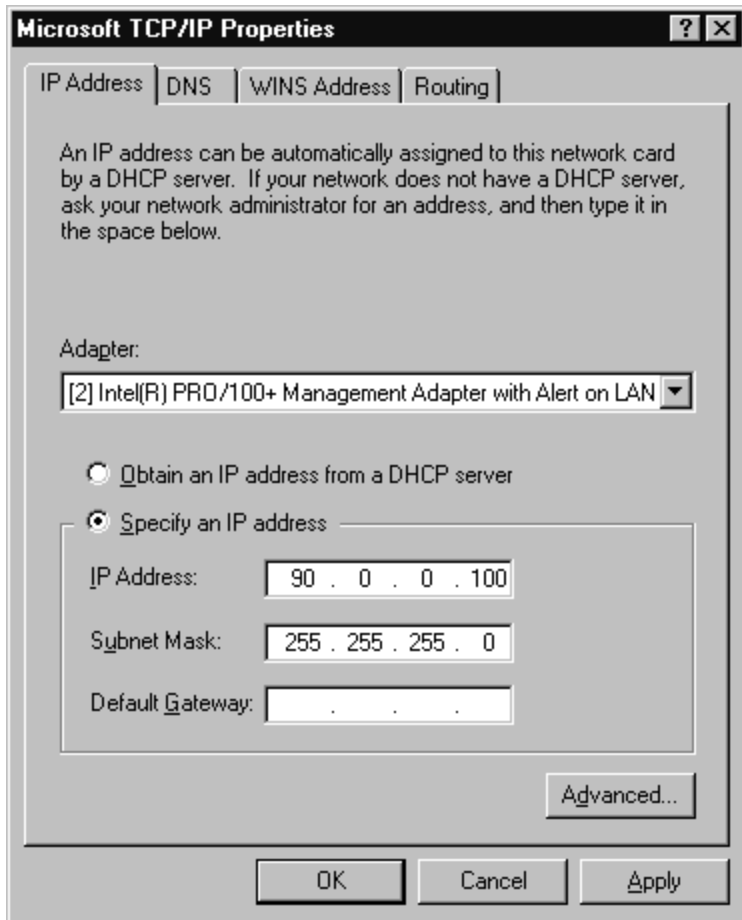 Microsoft TCP/IP Properties
IP Address DNS WINS Address Routing
An IP address can be automatically assigned to this network card
by a DHCP server. If your network does not have a DHCP server,
ask your network administrator for an address, and then type it in
the space below.
Adapter:
[2] Intel(R) PRO/100+ Management Adapter with Alert on LAN
Obtain an IP address from a DHCP server
Specify an IP address
IP Address: 90 . 0 . 0 . 100
Subnet Mask: 255 . 255 . 255 . 0
Default Gateway: . . .
Advanced...
OK Cancel Apply